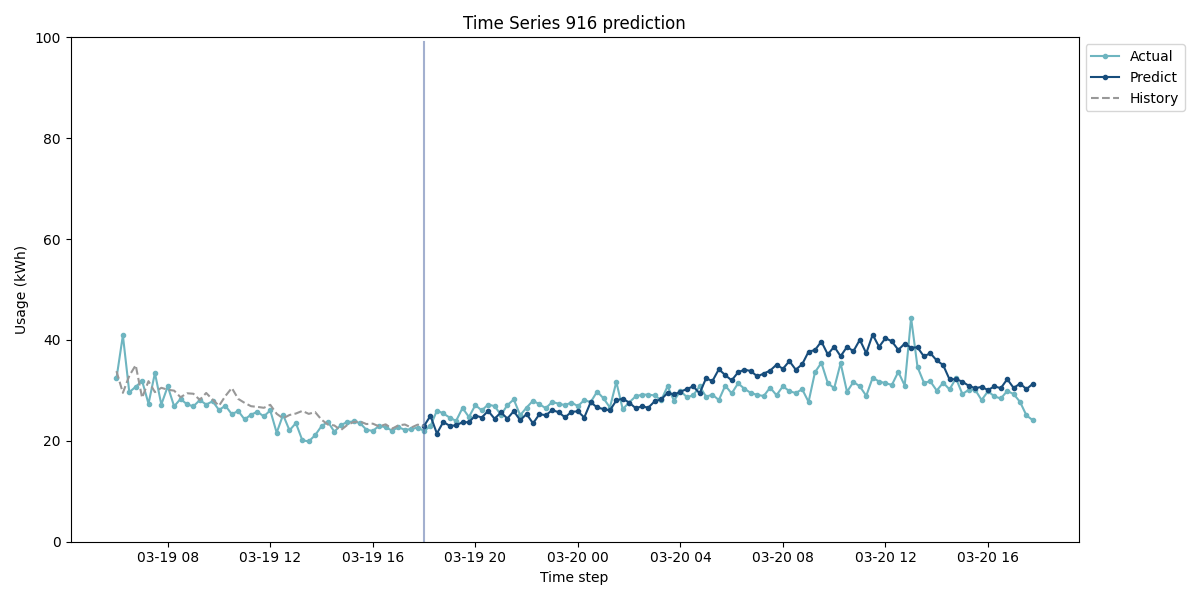 Time Series 916 prediction
100
80
60
40
20
0
Usage (kWh)
03-19 08
03-19 12
03-19 16
03-19 20
03-20 00
03-20 04
03-20 08
03-20 12
03-20 16
Time step
Actual
Predict
History